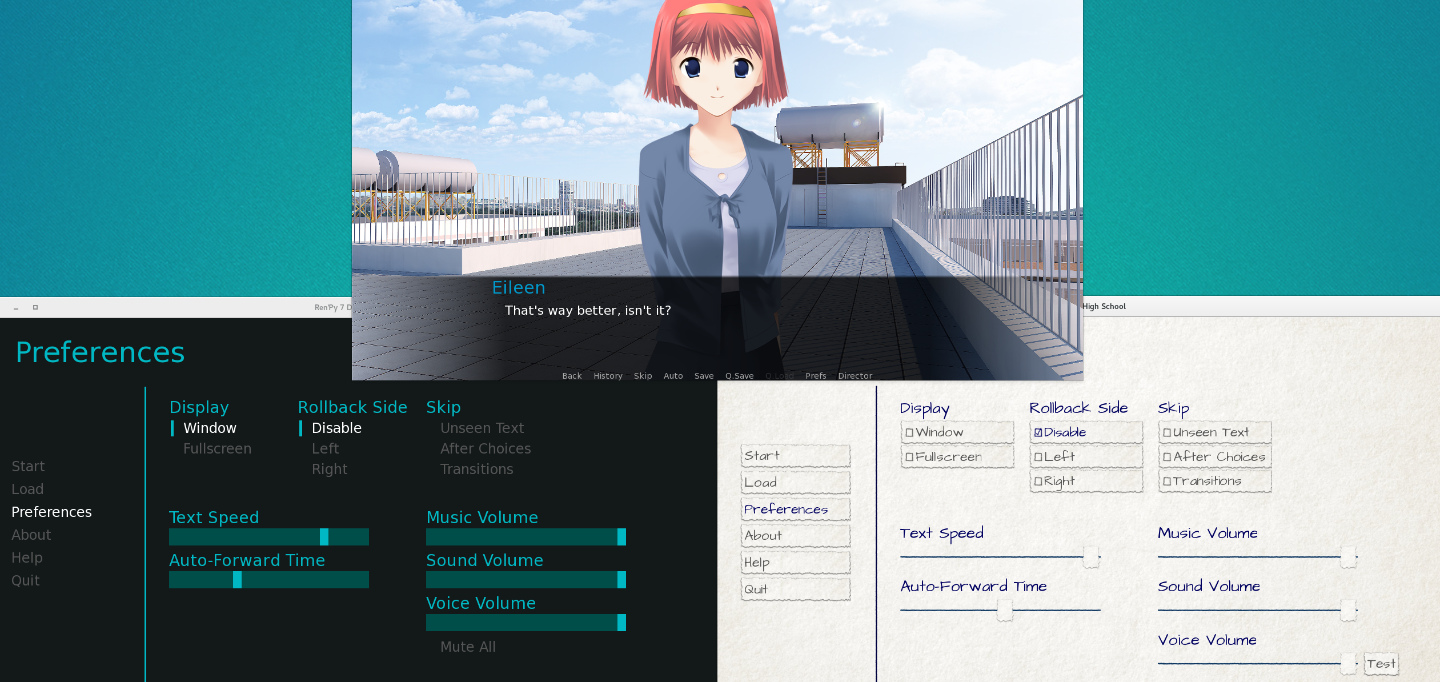 Eileen
That's way better, isn't it?
Back History Skip Auto Save Q.Save Q.Load Prefs Director
Ren'Py 7 D
Preferences
Start
Load
Preferences
About
Help
Quit
Display
Window
Fullscreen
Rollback Side
Disable
Left
Right
Skip
Unseen Text
After Choices
Transitions
Text Speed
Auto-Forward Time
Music Volume
Sound Volume
Voice Volume
Mute All
High School
Start
Load
Preferences
About
Help
Quit
Display
Window
Fullscreen
Rollback Side
Disable
Left
Right
Skip
Unseen Text
After Choices
Transitions
Text Speed
Auto-Forward Time
Music Volume
Sound Volume
Voice Volume
Test